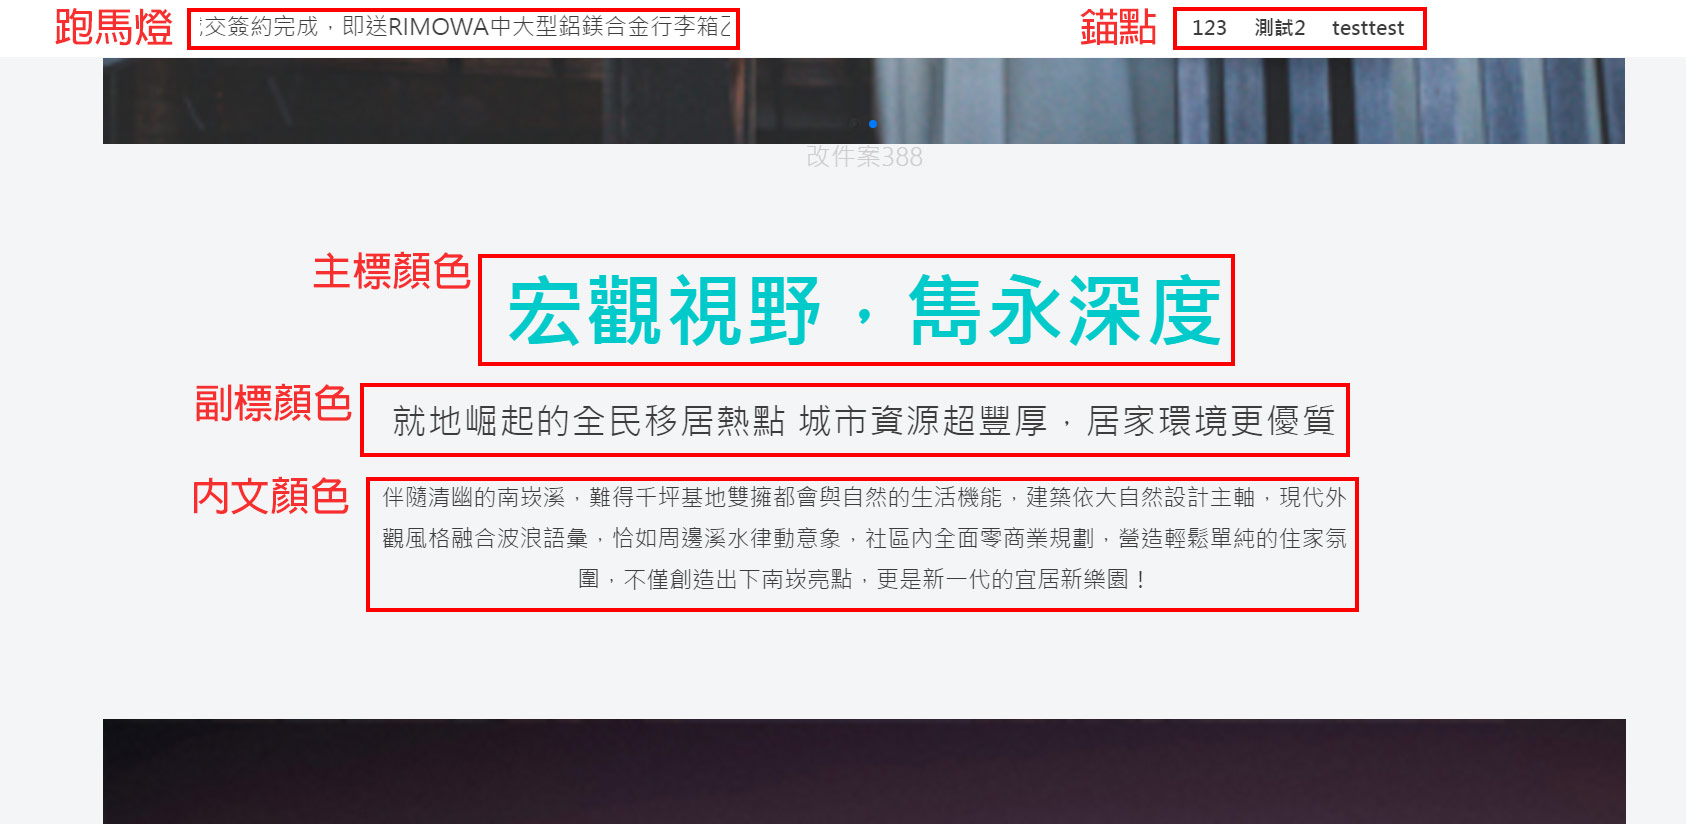 跑馬燈
交簽約完成，即送RIMOWA中大型鋁鎂合金行李箱
錨點
123 測試2 testtest
改件案388
主標顏色
宏觀視野，雋永深度
副標顏色
就地崛起的全民移居熱點 城市資源超豐厚，居家環境更優質
內文顏色
伴隨清幽的南崁溪，難得千坪基地雙擁都會與自然的生活機能，建築依大自然設計主軸，現代外
觀風格融合波浪語彙，恰如周邊溪水律動意象，社區內全面零商業規劃，營造輕鬆單純的住家氛
圍，不僅創造出下南崁亮點，更是新一代的宜居新樂園！